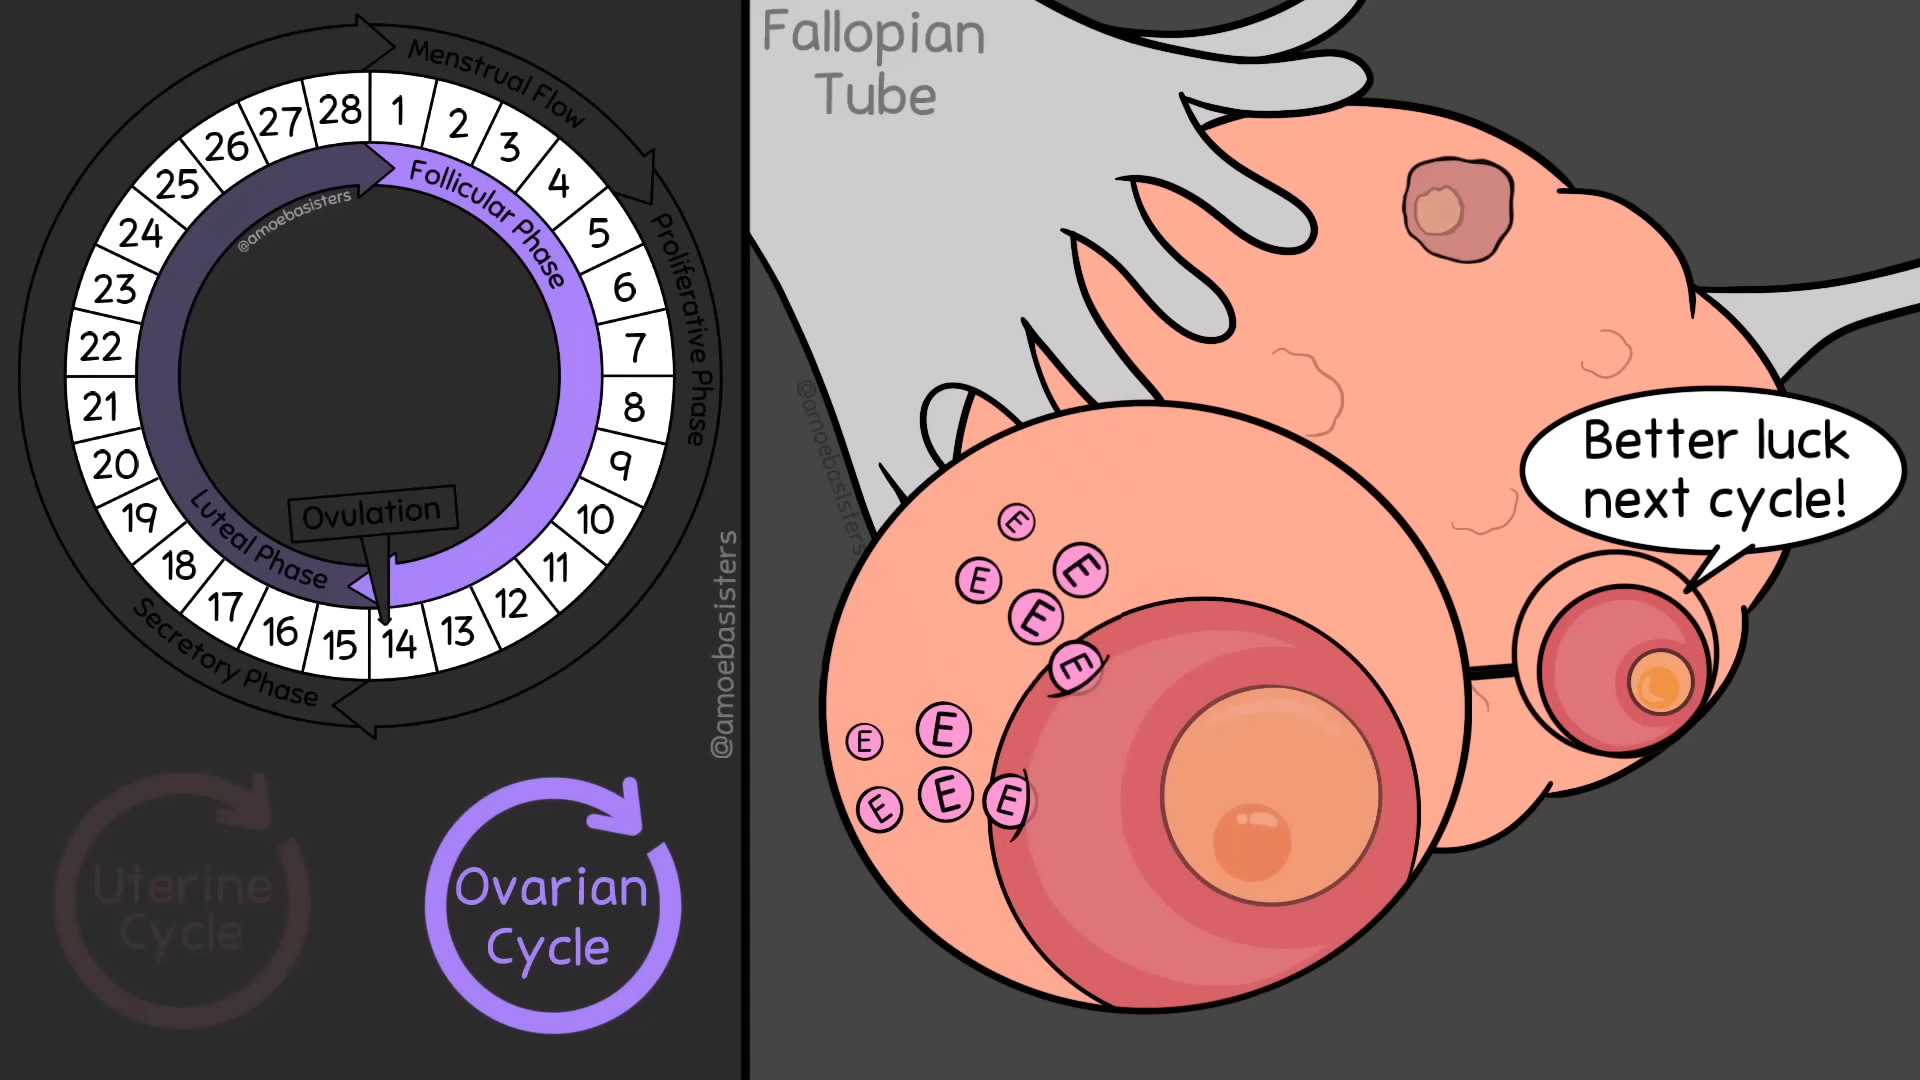 Menstrual Flow
Proliferative Phase
Secretory Phase
1
2
3
4
5
6
7
8
9
10
11
12
13
14
15
16
17
18
19
20
21
22
23
24
25
26
27
28
Follicular Phase
Luteal Phase
@amoebasisters
Ovulation
Uterine
Cycle
Ovarian
Cycle
@amoebasisters
Fallopian
Tube
@amoebasisters
Better luck
next cycle!
E
E
E
E
E
E
E
E
E
E